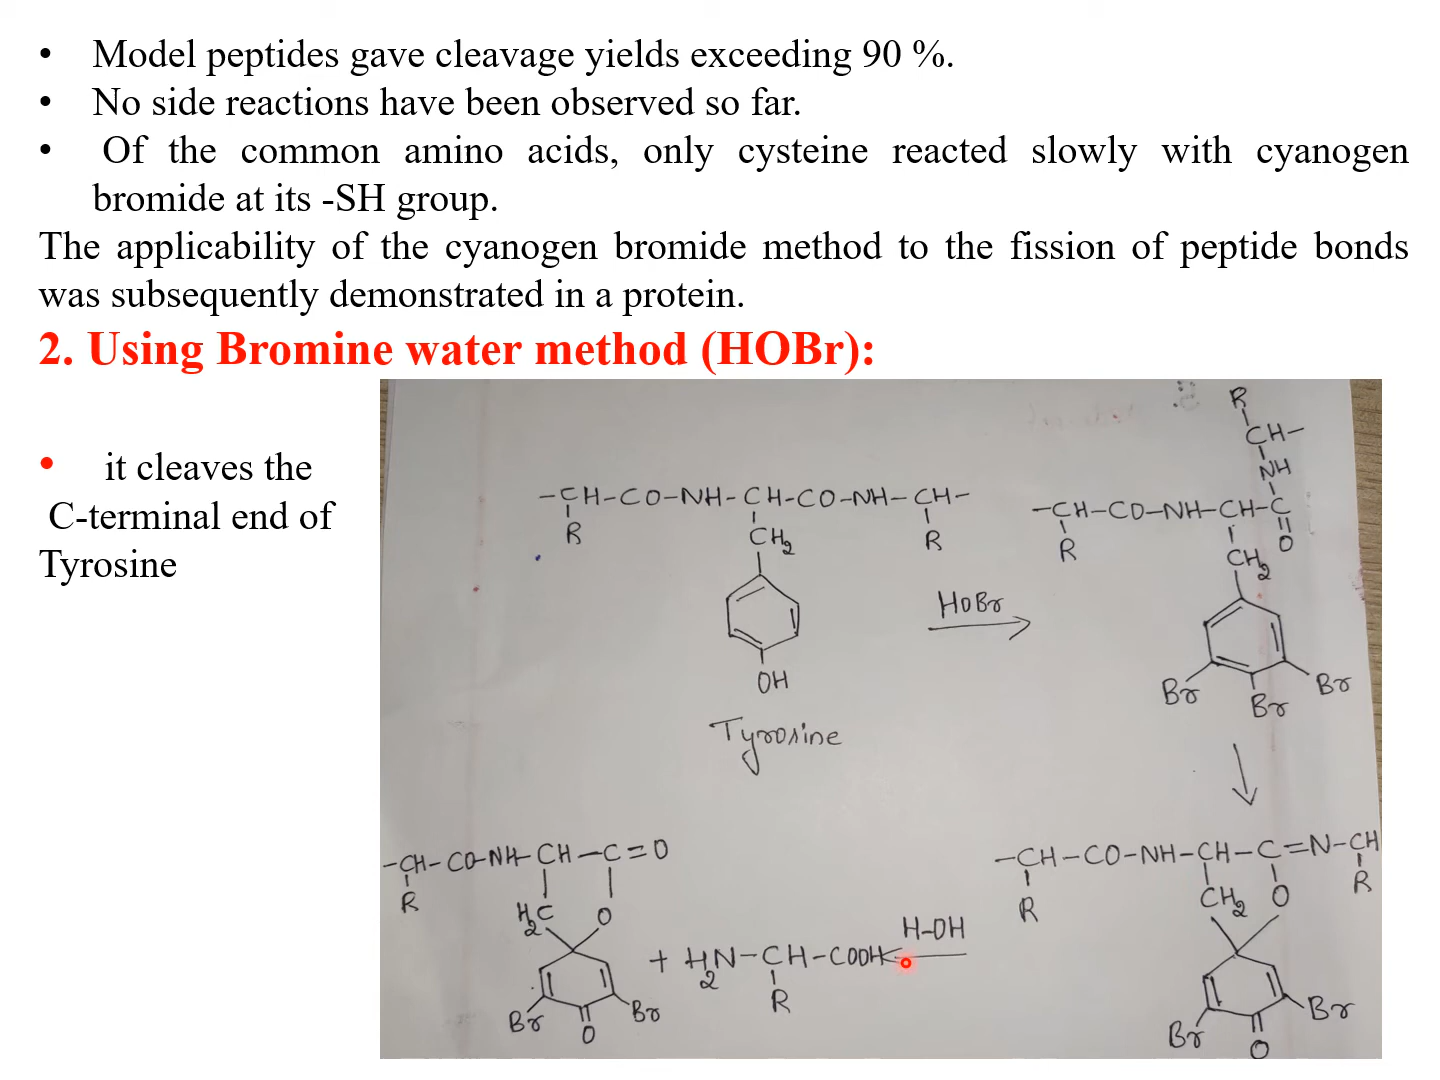 • Model peptides gave cleavage yields exceeding 90 %.
• No side reactions have been observed so far.
• Of the common amino acids, only cysteine reacted slowly with cyanogen
bromide at its -SH group.
The applicability of the cyanogen bromide method to the fission of peptide bonds
was subsequently demonstrated in a protein.
2. Using Bromine water method (HOBr):
• it cleaves the
C-terminal end of
Tyrosine
-CH-CO-NH-CH-CO-NH-CH-
R
CH2
R
OH
Tyrosine
HOBr
R
CH-
NH
-CH-CO-NH-CH-C
R
O
CH2
Br
Br
Br
-CH-CO-NH-CH-C=N-CH
R
CH2
O
R
Br
Br
O
H-OH
-CH-CO-NH-CH-C=O
R
H2C
O
Br
Br
O
+ H2N-CH-COOH
R